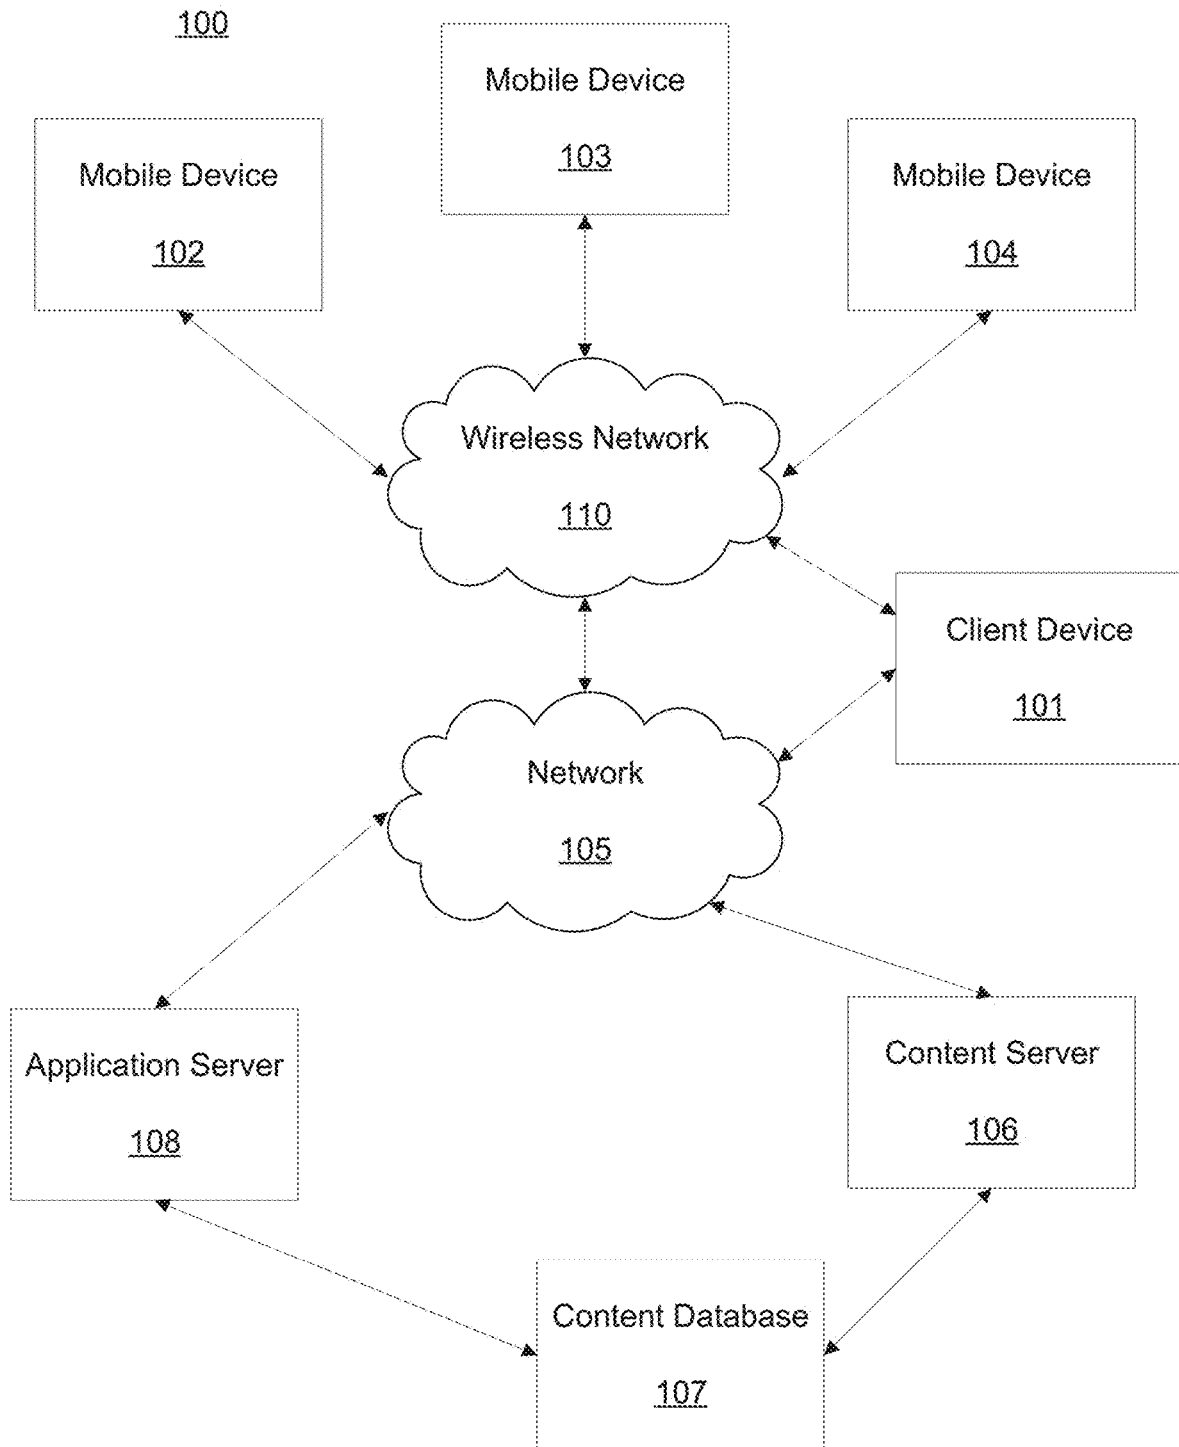 100
Mobile Device
103
Mobile Device
102
Mobile Device
104
Wireless Network
110
Client Device
101
Network
105
Application Server
108
Content Server
106
Content Database
107